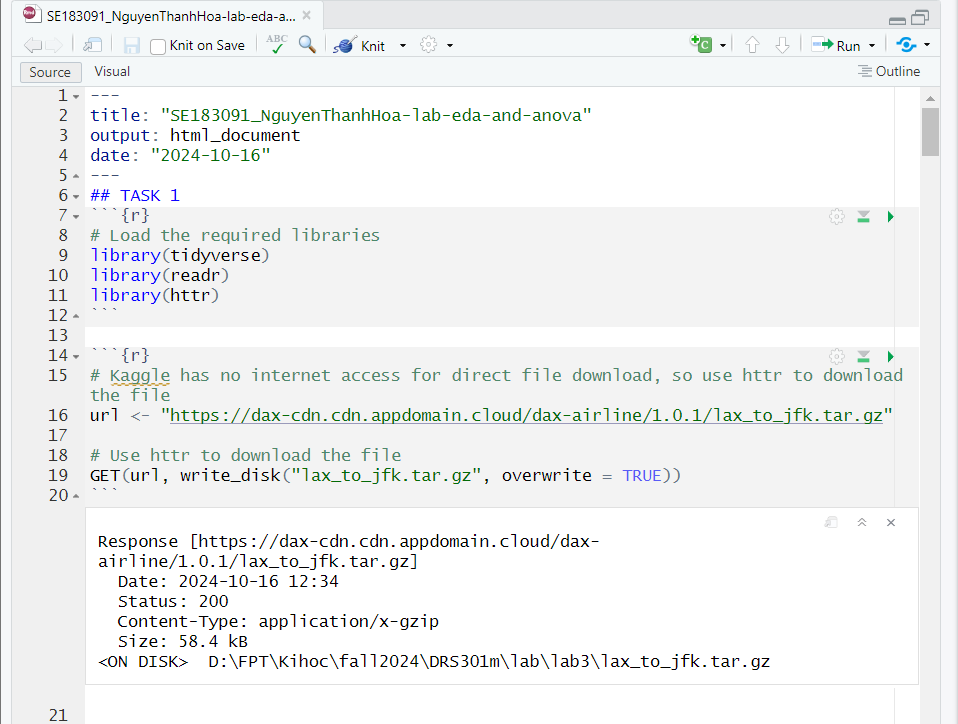 SE183091_NguyenThanhHoa-lab-eda-a...
Knit on Save
ABC
Knit
Run
Source
Visual
Outline
1 ---
2 title: "SE183091_NguyenThanhHoa-lab-eda-and-anova"
3 output: html_document
4 date: "2024-10-16"
5 ---
6 ## TASK 1
7 ```{r}
8 # Load the required libraries
9 library(tidyverse)
10 library(readr)
11 library(httr)
12 ```
13
14 ```{r}
15 # Kaggle has no internet access for direct file download, so use httr to download
the file
16 url <- "https://dax-cdn.cdn.appdomain.cloud/dax-airline/1.0.1/lax_to_jfk.tar.gz"
17
18 # Use httr to download the file
19 GET(url, write_disk("lax_to_jfk.tar.gz", overwrite = TRUE))
20 ```
Response [https://dax-cdn.cdn.appdomain.cloud/dax-
airline/1.0.1/lax_to_jfk.tar.gz]
Date: 2024-10-16 12:34
Status: 200
Content-Type: application/x-gzip
Size: 58.4 kB
<ON DISK>  D:\FPT\Kihoc\fall2024\DRS301m\lab\lab3\lax_to_jfk.tar.gz
21